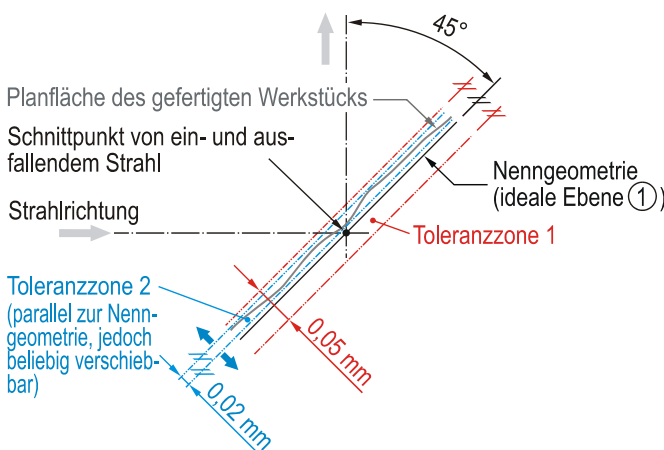 45°
Planfläche des gefertigten Werkstücks
Schnittpunkt von ein- und aus-
fallendem Strahl
Nenngeometrie
(ideale Ebene ①)
Strahlrichtung
Toleranzzone 1
Toleranzzone 2
(parallel zur Nenn-
geometrie, jedoch
beliebig verschieb-
bar)
0,05 mm
0,02 mm